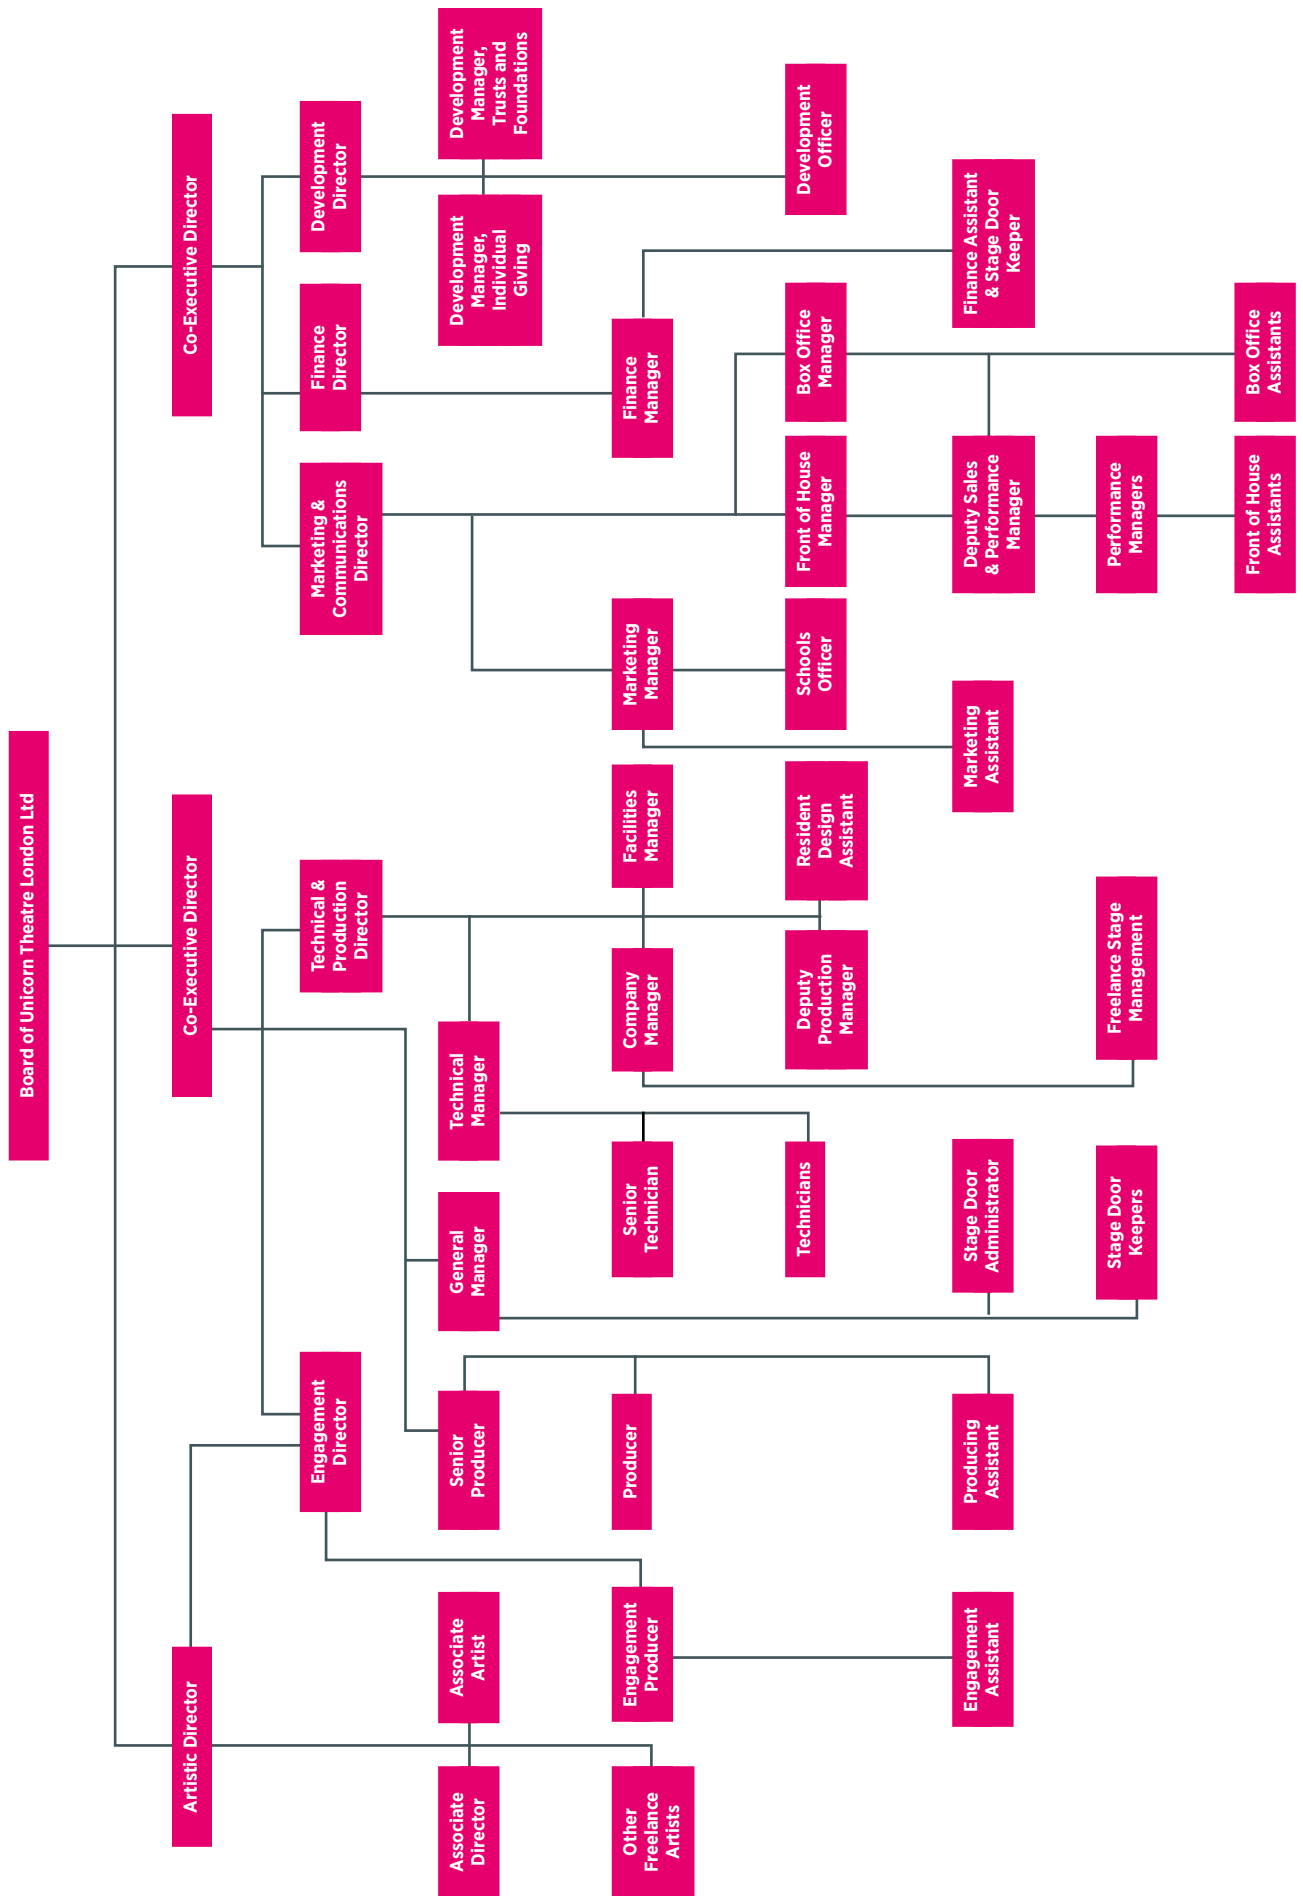 Board of Unicorn Theatre London Ltd
Artistic Director
Co-Executive Director
Co-Executive Director
Engagement
Director
Technical &
Production
Director
Marketing &
Communications
Director
Finance
Director
Development
Director
Associate
Director
Associate
Artist
Senior
Producer
General
Manager
Technical
Manager
Development
Manager,
Individual
Giving
Development
Manager,
Trusts and
Foundations
Other
Freelance
Artists
Engagement
Producer
Producer
Senior
Technician
Company
Manager
Facilities
Manager
Marketing
Manager
Finance
Manager
Technicians
Deputy
Production
Manager
Resident
Design
Assistant
Schools
Officer
Front of House
Manager
Box Office
Manager
Development
Officer
Engagement
Assistant
Producing
Assistant
Stage Door
Administrator
Marketing
Assistant
Deputy Sales
& Performance
Manager
Finance Assistant
& Stage Door
Keeper
Stage Door
Keepers
Freelance Stage
Management
Performance
Managers
Front of House
Assistants
Box Office
Assistants